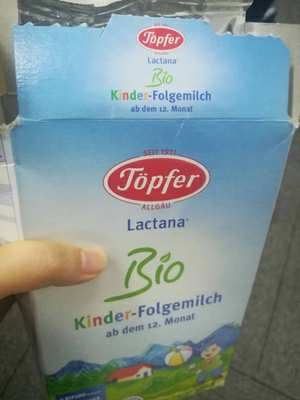 Töpfer
Lactana®
Bio
Kinder-Folgemilch
ab dem 12. Monat
SEIT 1911
Töpfer
ALLGÄU
Lactana®
Bio
Kinder-Folgemilch
ab dem 12. Monat